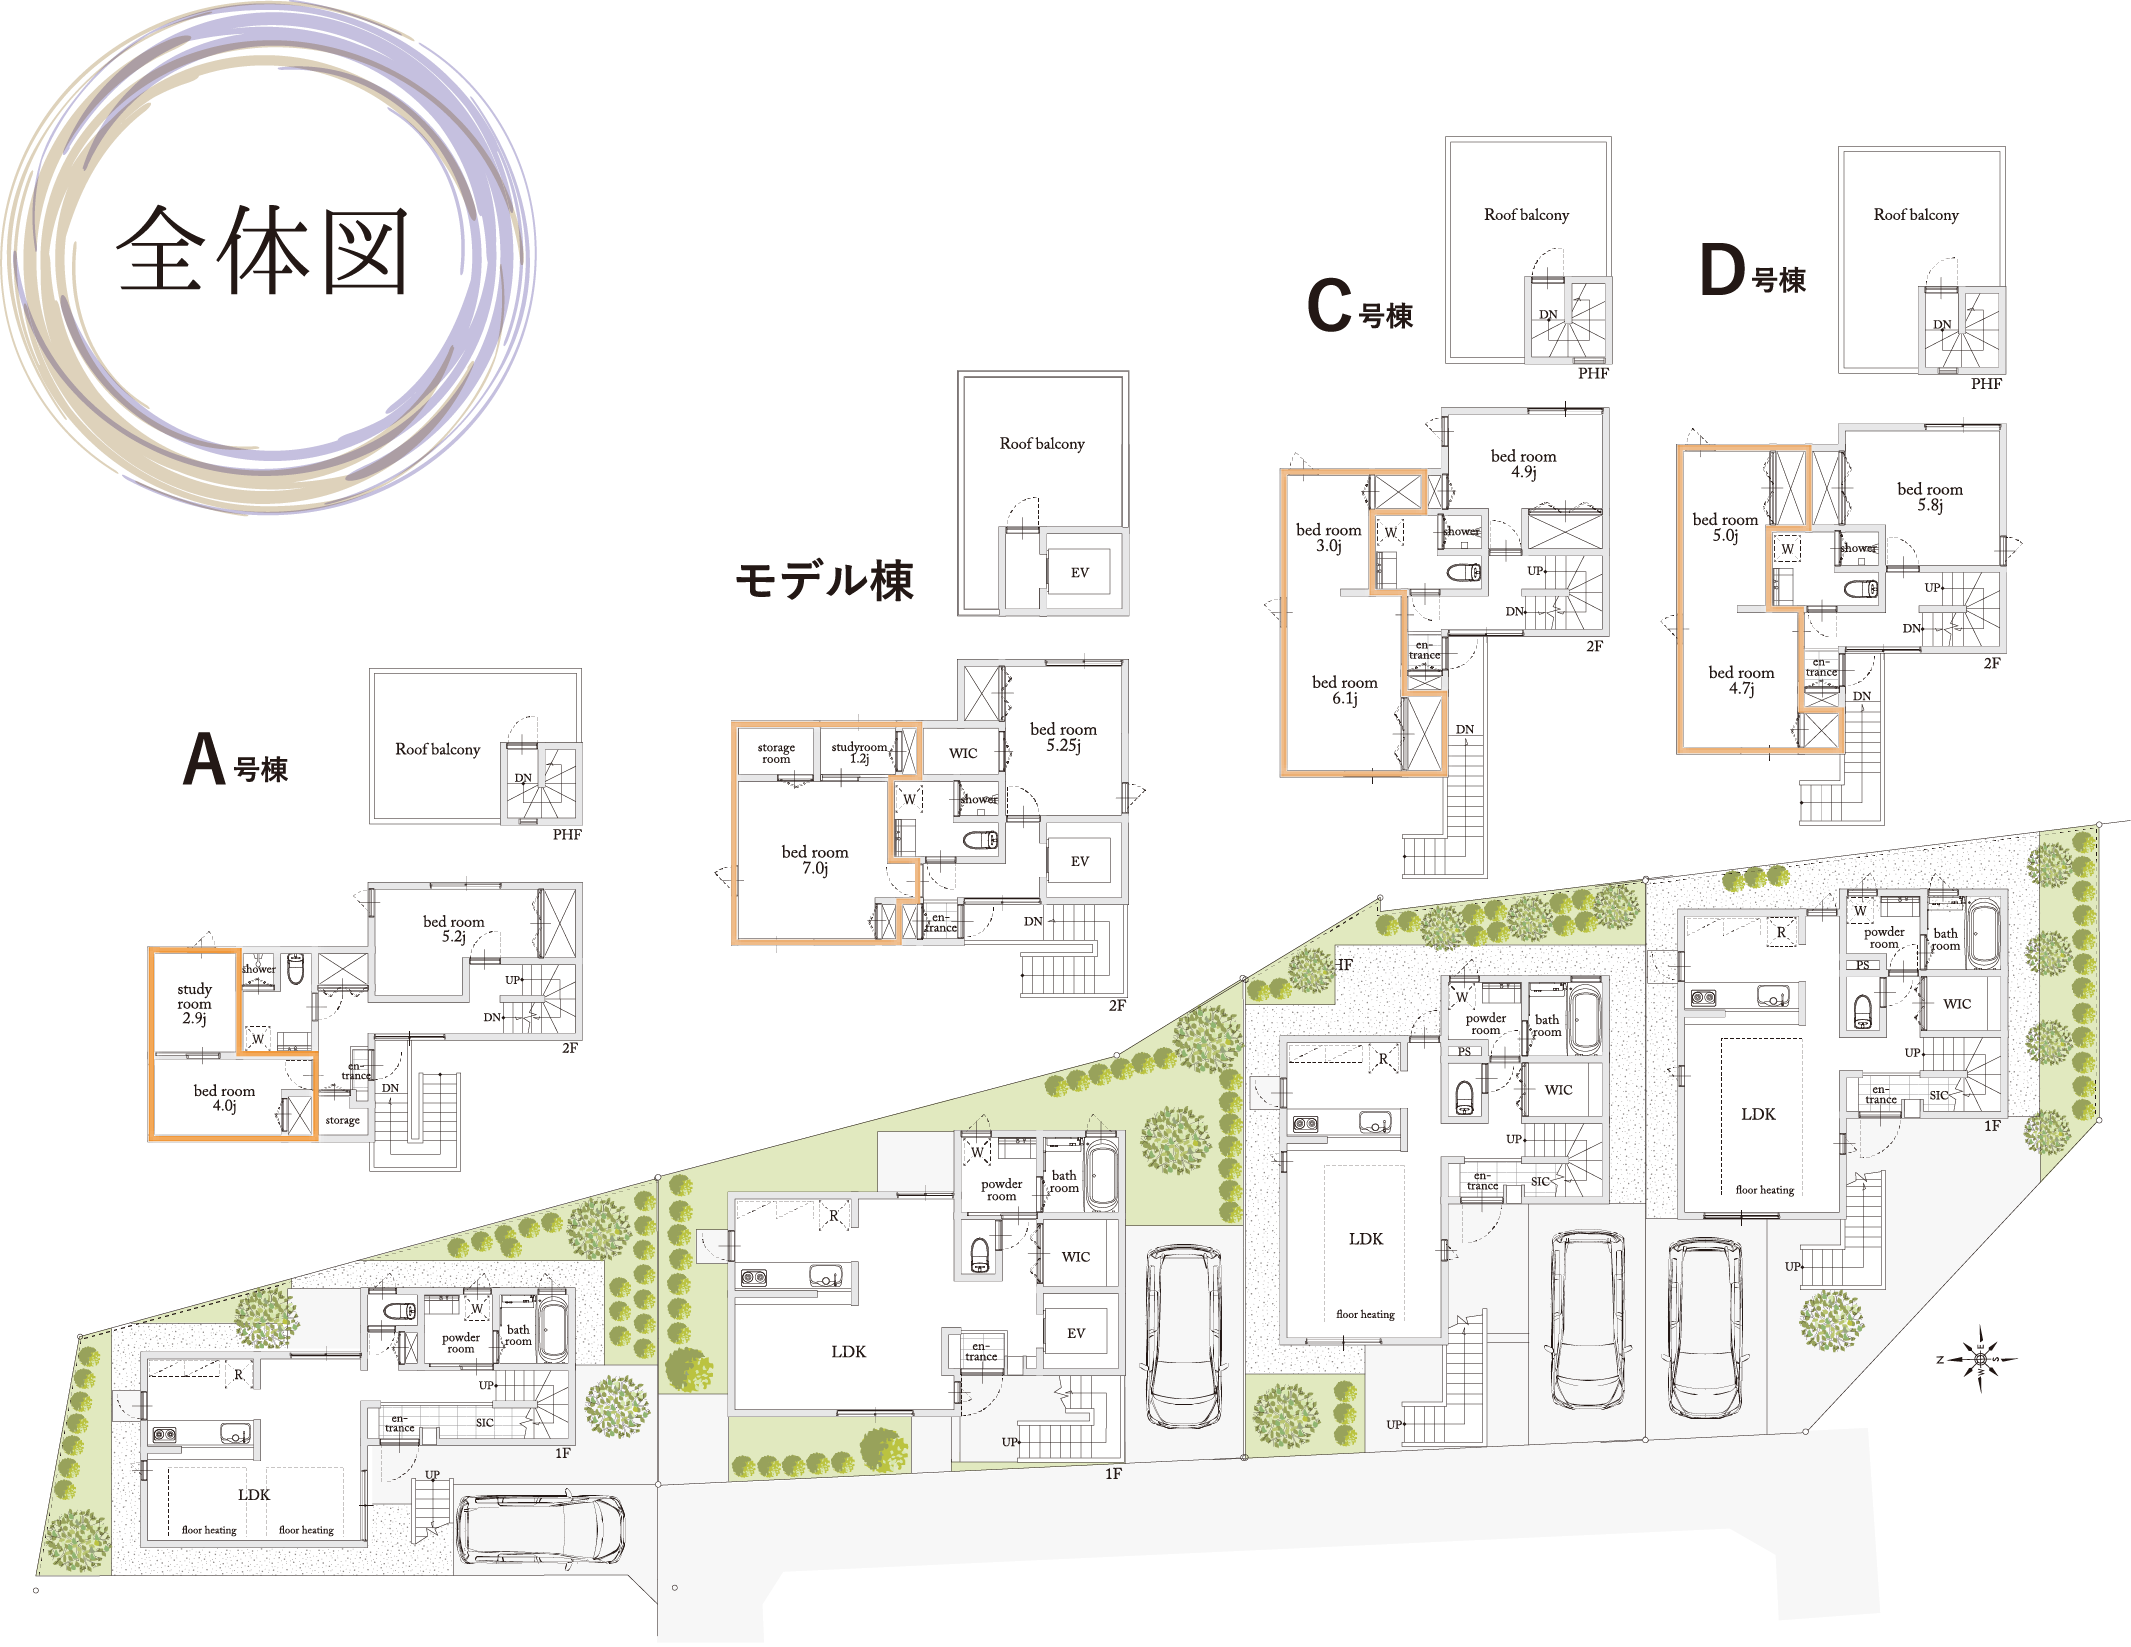 全体図
A号棟
Roof balcony
DN
PHF
bed room
5.2j
shower
study
room
2.9j
W
UP
DN
2F
en-
trance
DN
bed room
4.0j
storage
モデル棟
Roof balcony
EV
storage
room
studyroom
1.2j
WIC
bed room
5.25j
W
shower
bed room
7.0j
EV
en-
trance
DN
2F
C号棟
Roof balcony
DN
PHF
bed room
4.9j
bed room
3.0j
W
shower
UP
DN
2F
en-
trance
bed room
6.1j
DN
D号棟
Roof balcony
DN
PHF
bed room
5.8j
bed room
5.0j
W
shower
UP
DN
2F
en-
trance
bed room
4.7j
DN
W
powder
room
bath
room
R
UP
en-
trance
SIC
1F
LDK
UP
floor heating
floor heating
W
powder
room
bath
room
R
WIC
EV
LDK
en-
trance
UP
1F
HF
W
powder
room
bath
room
R
PS
WIC
UP
en-
trance
SIC
LDK
floor heating
UP
W
powder
room
bath
room
R
PS
WIC
UP
en-
trance
SIC
1F
LDK
floor heating
UP
N
E
S
W